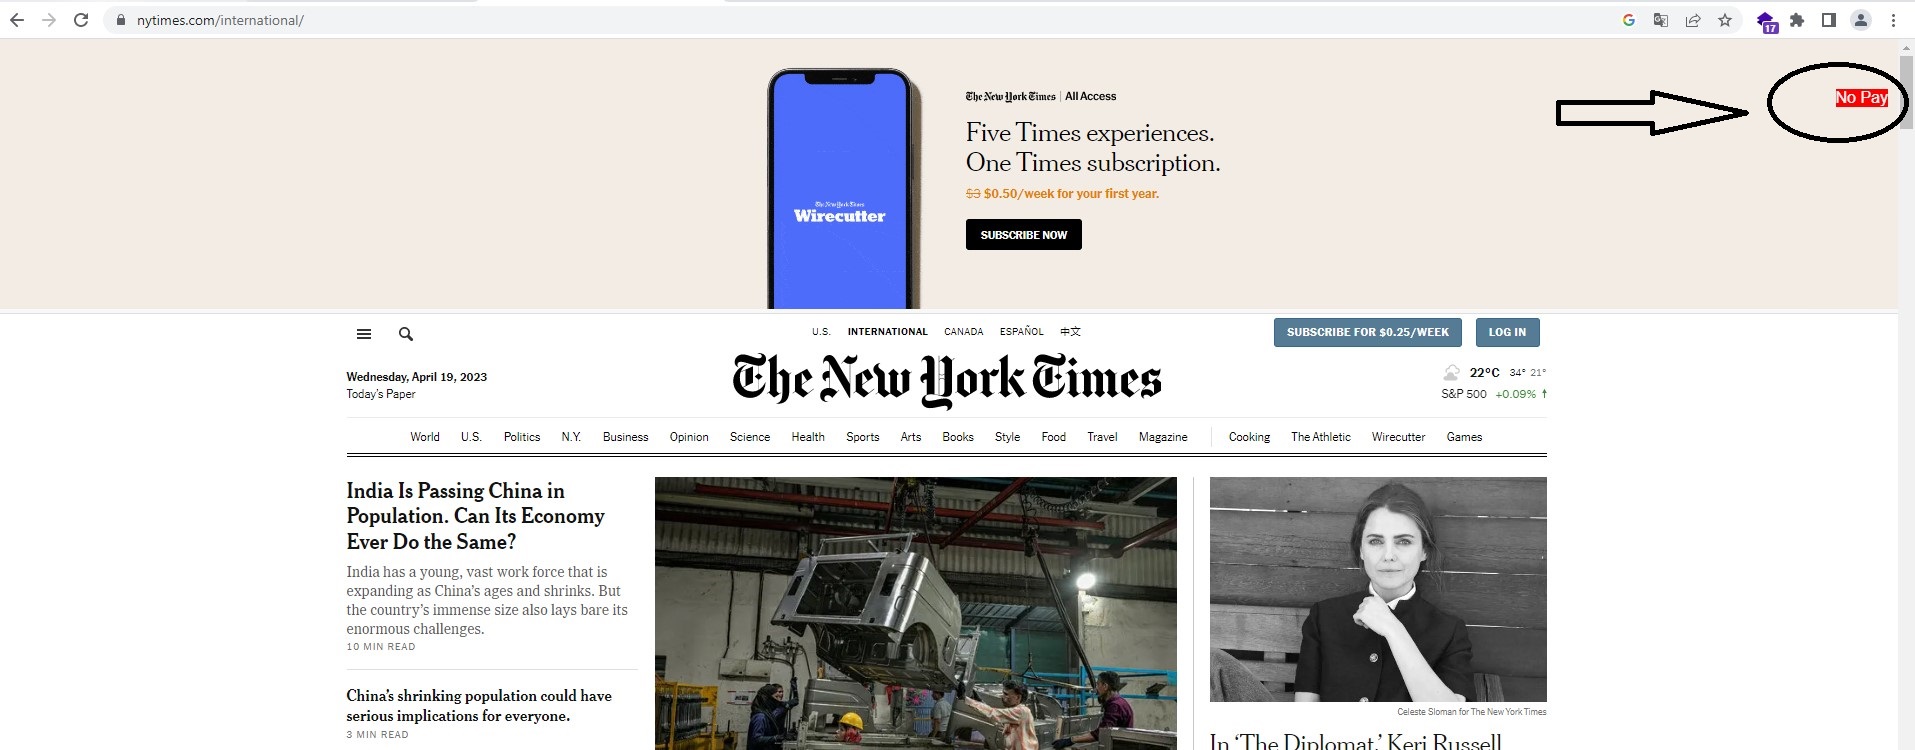 nytimes.com/international/
17
No Pay
The New York Times | All Access
Five Times experiences.
One Times subscription.
$3 $0.50/week for your first year.
SUBSCRIBE NOW
The New York Times
Wirecutter
U.S. INTERNATIONAL CANADA ESPAÑOL 中文
SUBSCRIBE FOR $0.25/WEEK LOG IN
Wednesday, April 19, 2023
Today's Paper
The New York Times
22°C 34° 21°
S&P 500 +0.09% ↑
World U.S. Politics N.Y. Business Opinion Science Health Sports Arts Books Style Food Travel Magazine Cooking The Athletic Wirecutter Games
India Is Passing China in
Population. Can Its Economy
Ever Do the Same?
India has a young, vast work force that is
expanding as China's ages and shrinks. But
the country's immense size also lays bare its
enormous challenges.
10 MIN READ
China's shrinking population could have
serious implications for everyone.
3 MIN READ
Celeste Sloman for The New York Times
In 'The Diplomat,' Keri Russell